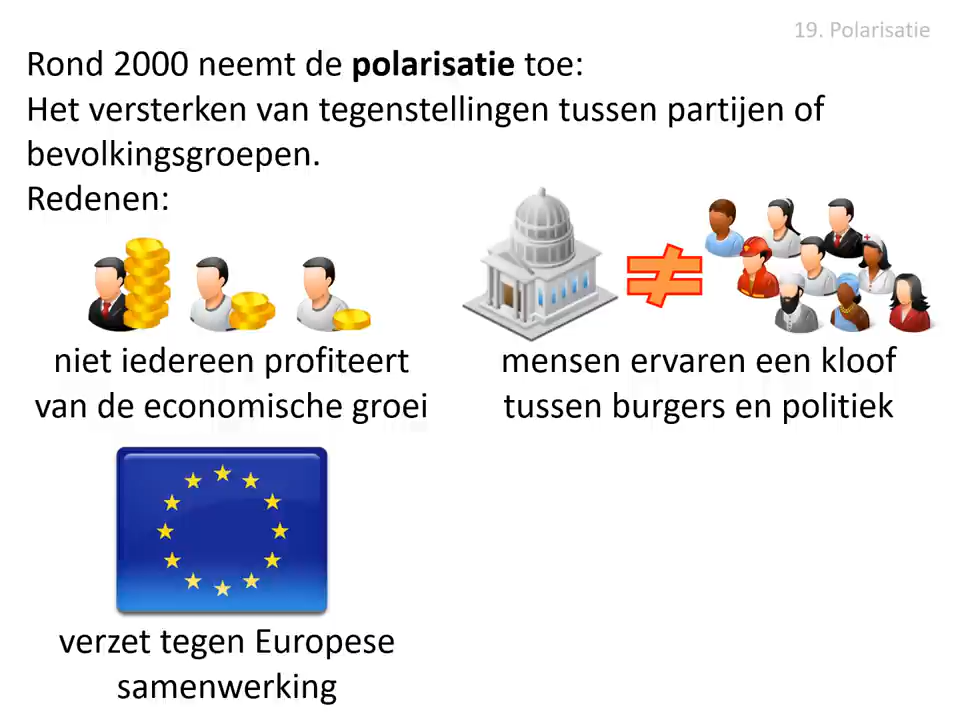 19. Polarisatie
Rond 2000 neemt de polarisatie toe:
Het versterken van tegenstellingen tussen partijen of
bevolkingsgroepen.
Redenen:
niet iedereen profiteert
van de economische groei
mensen ervaren een kloof
tussen burgers en politiek
verzet tegen Europese
samenwerking